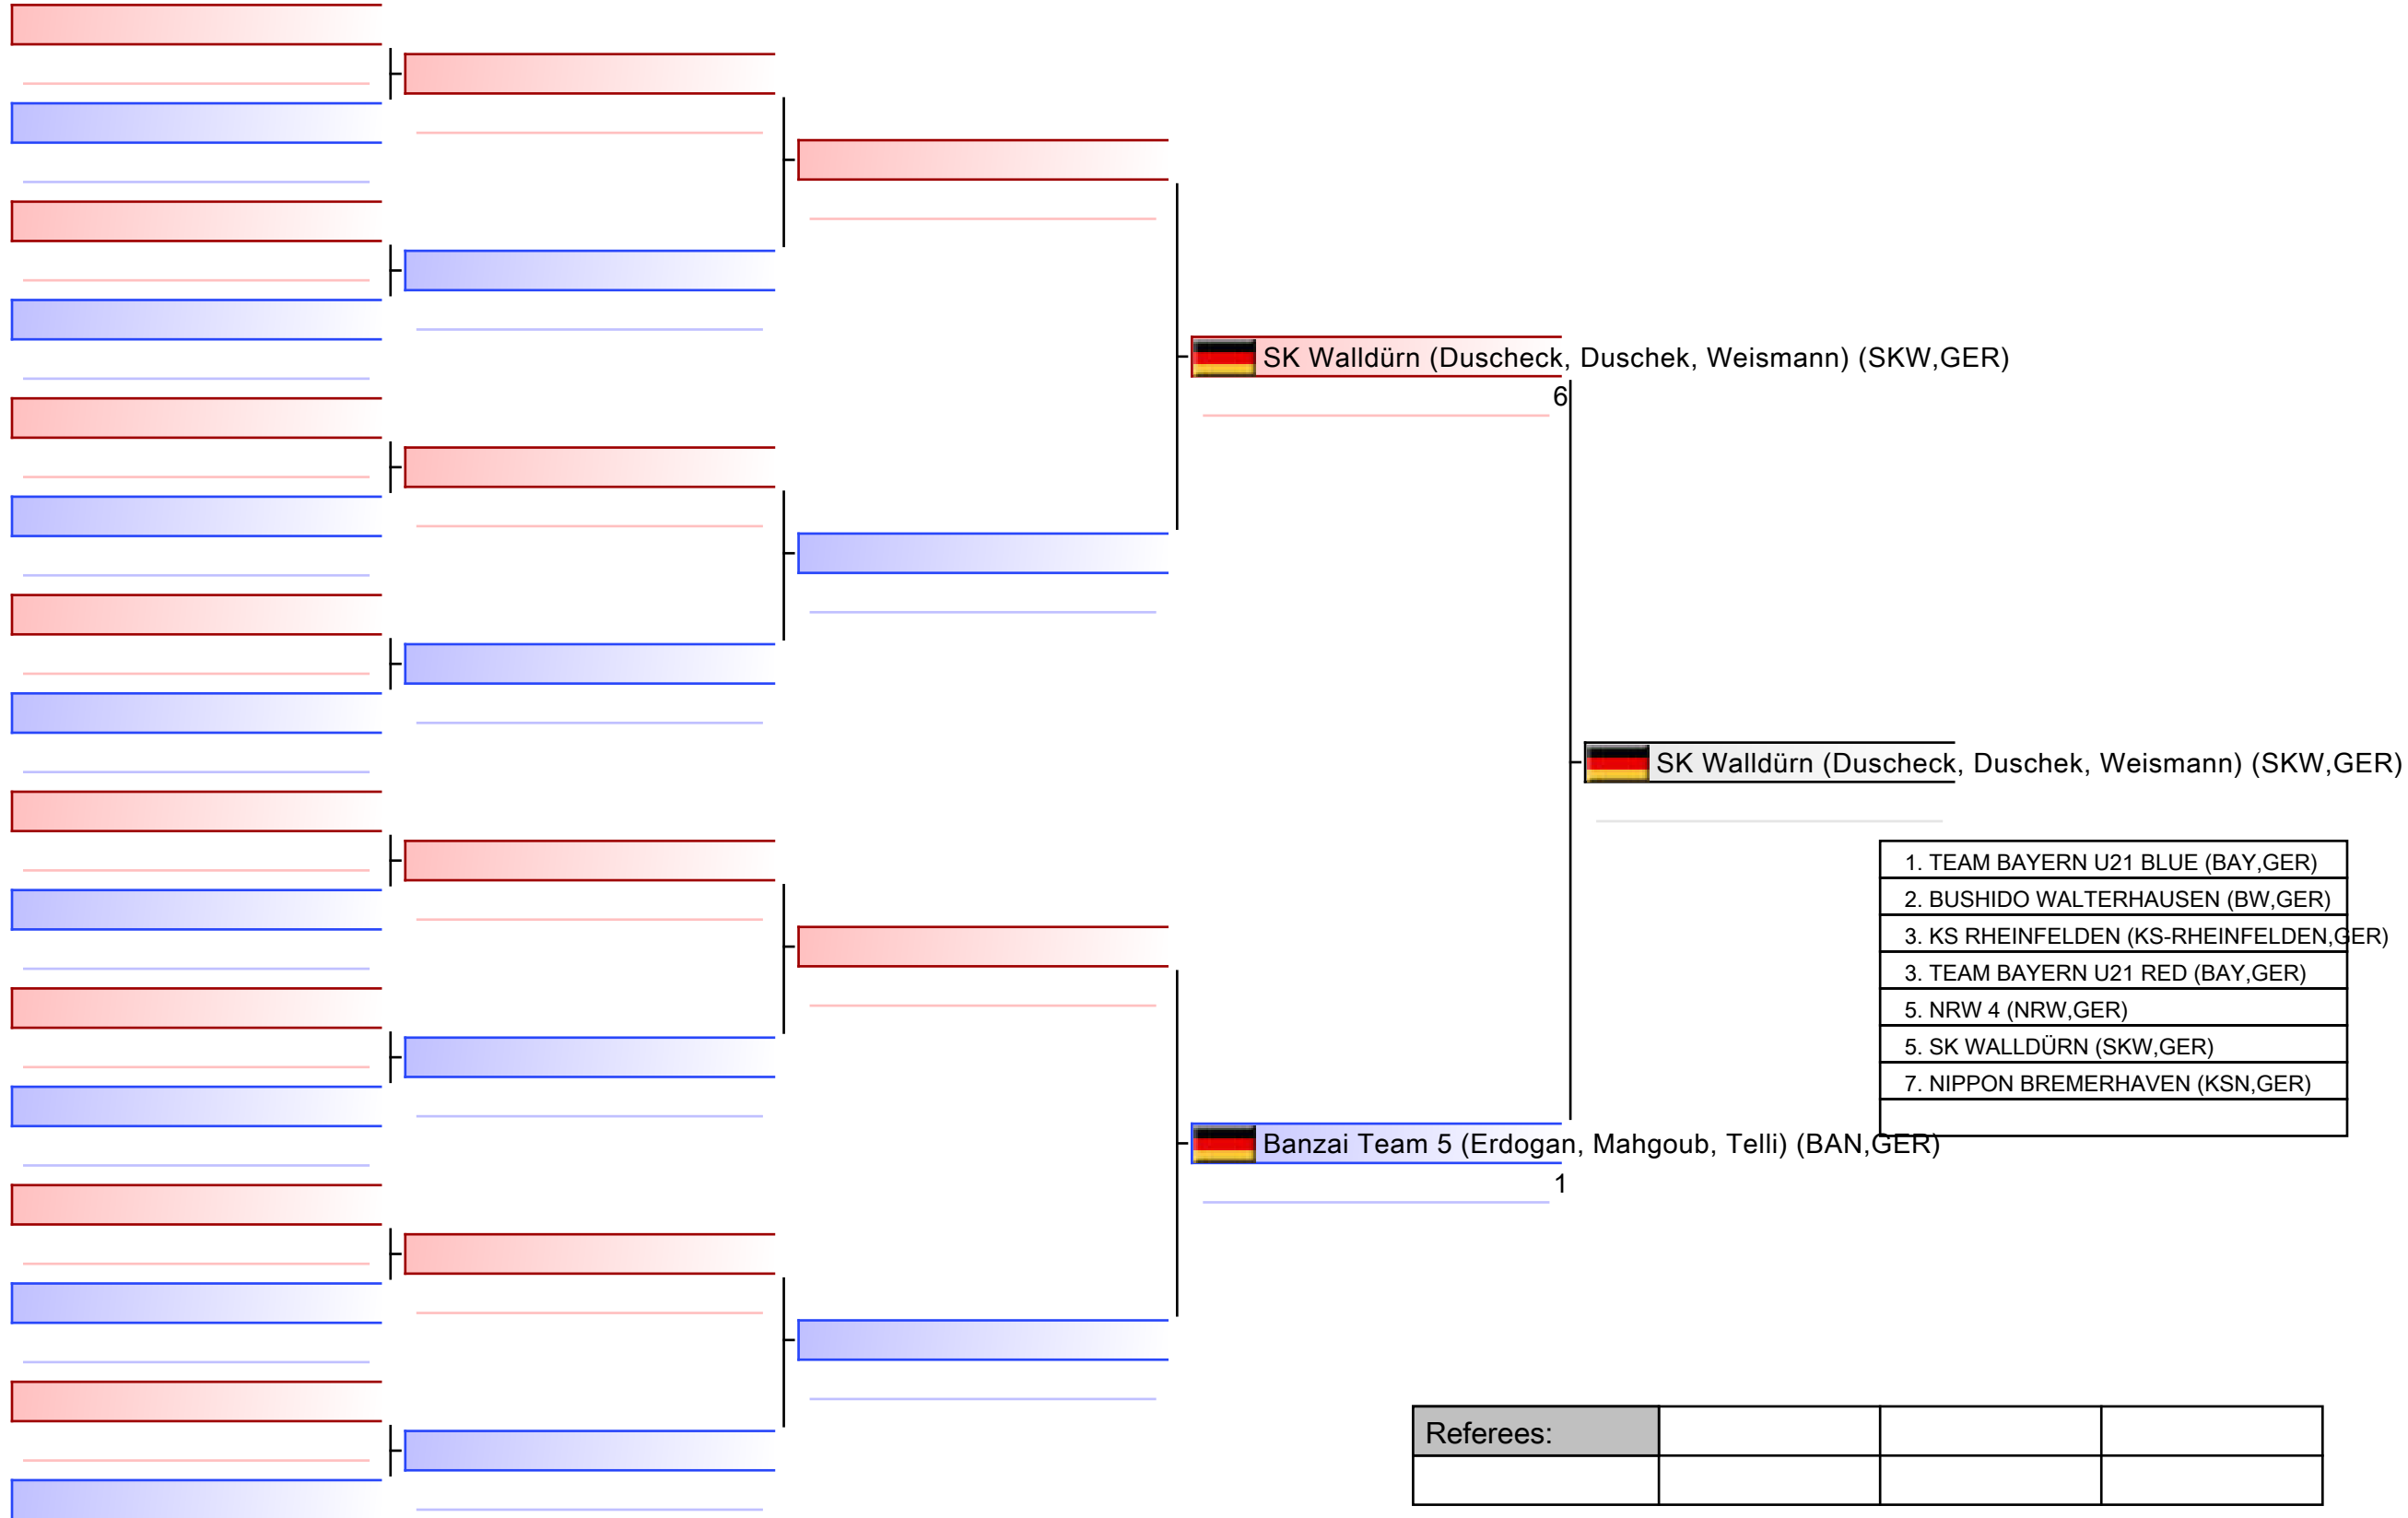 SK Walldürn (Duscheck, Duschek, Weismann) (SKW,GER)
6
SK Walldürn (Duscheck, Duschek, Weismann) (SKW,GER)
1. TEAM BAYERN U21 BLUE (BAY,GER)
2. BUSHIDO WALTERHAUSEN (BW,GER)
3. KS RHEINFELDEN (KS-RHEINFELDEN,GER)
3. TEAM BAYERN U21 RED (BAY,GER)
5. NRW 4 (NRW,GER)
5. SK WALLDÜRN (SKW,GER)
7. NIPPON BREMERHAVEN (KSN,GER)
Banzai Team 5 (Erdogan, Mahgoub, Telli) (BAN,GER)
1
Referees: